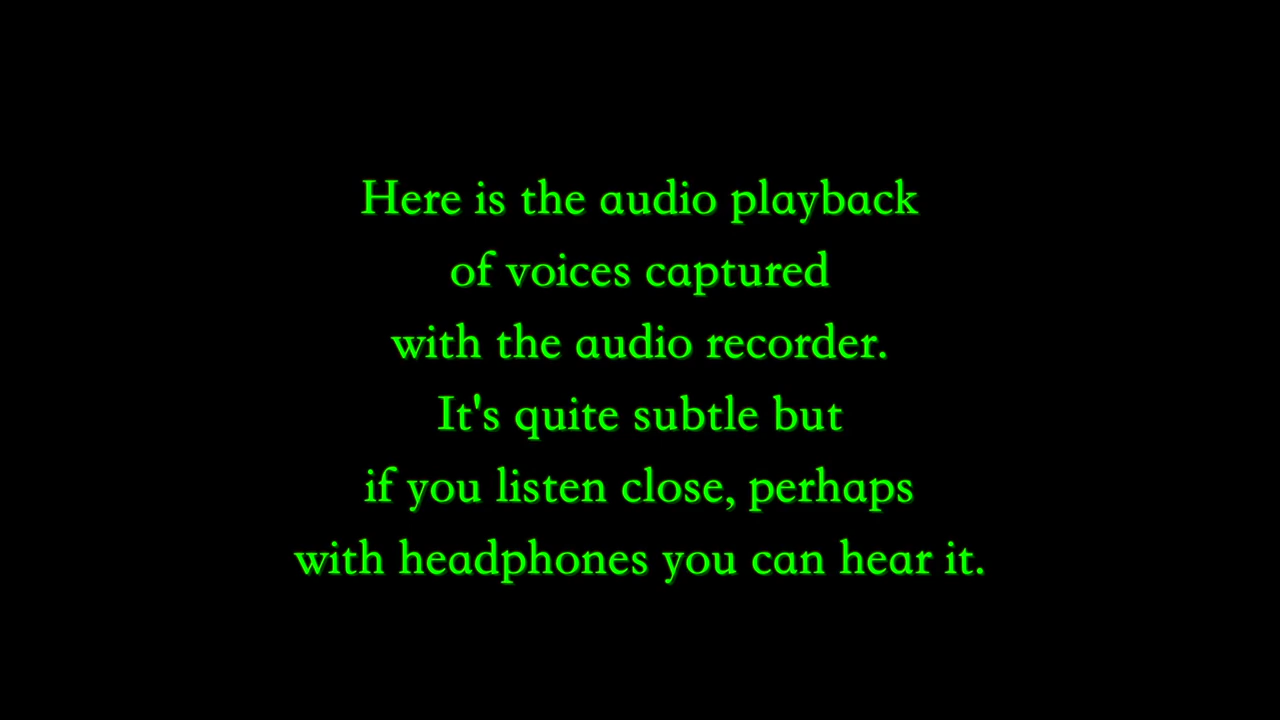 Here is the audio playback
of voices captured
with the audio recorder.
It's quite subtle but
if you listen close, perhaps
with headphones you can hear it.